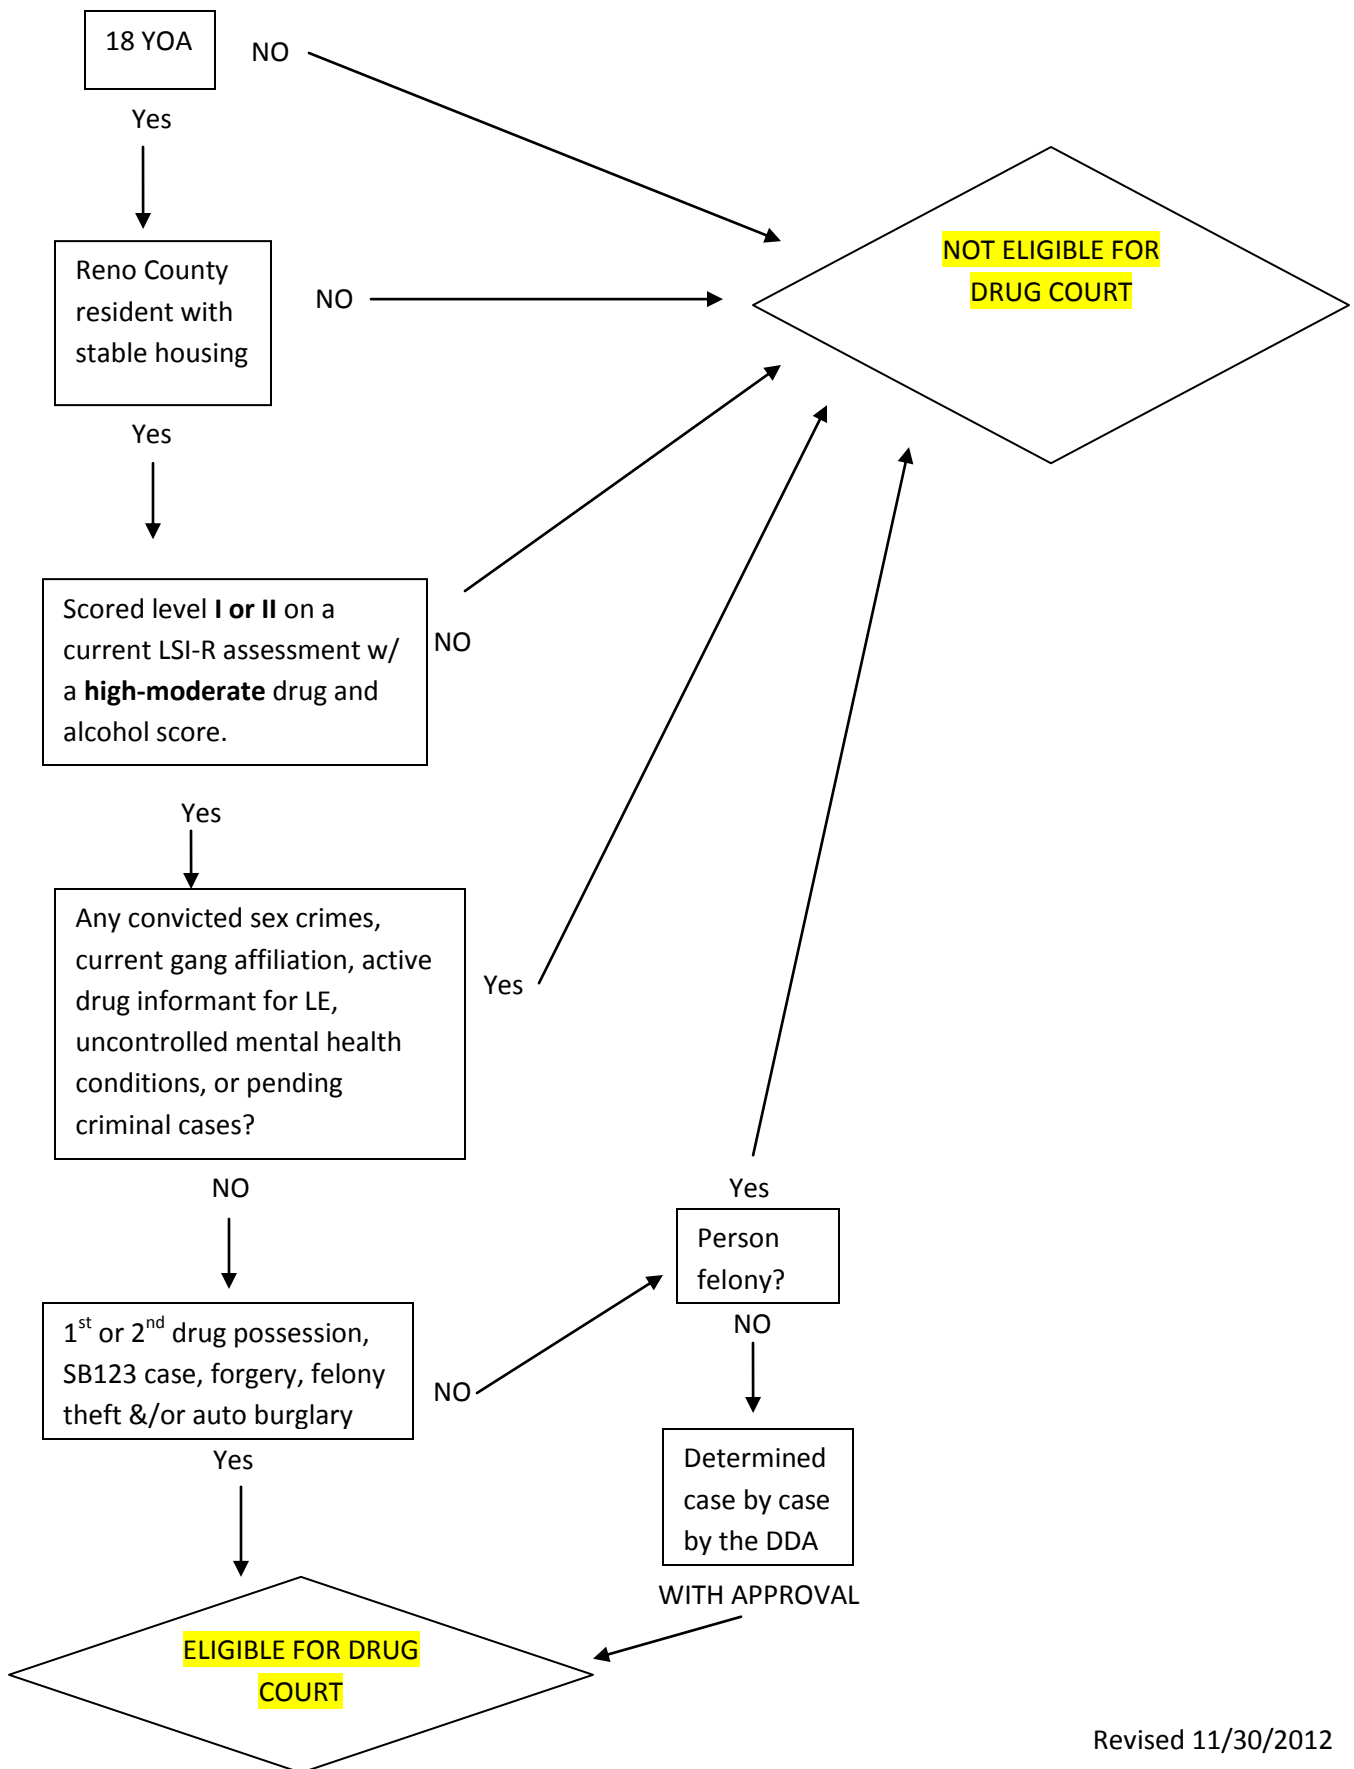 18 YOA
NO
Yes
Reno County
resident with
stable housing
NO
NOT ELIGIBLE FOR
DRUG COURT
Yes
Scored level I or II on a
current LSI-R assessment w/
a high-moderate drug and
alcohol score.
NO
Yes
Any convicted sex crimes,
current gang affiliation, active
drug informant for LE,
uncontrolled mental health
conditions, or pending
criminal cases?
Yes
NO
Yes
Person
felony?
NO
1st or 2nd drug possession,
SB123 case, forgery, felony
theft &/or auto burglary
NO
Yes
Determined
case by case
by the DDA
WITH APPROVAL
ELIGIBLE FOR DRUG
COURT
Revised 11/30/2012